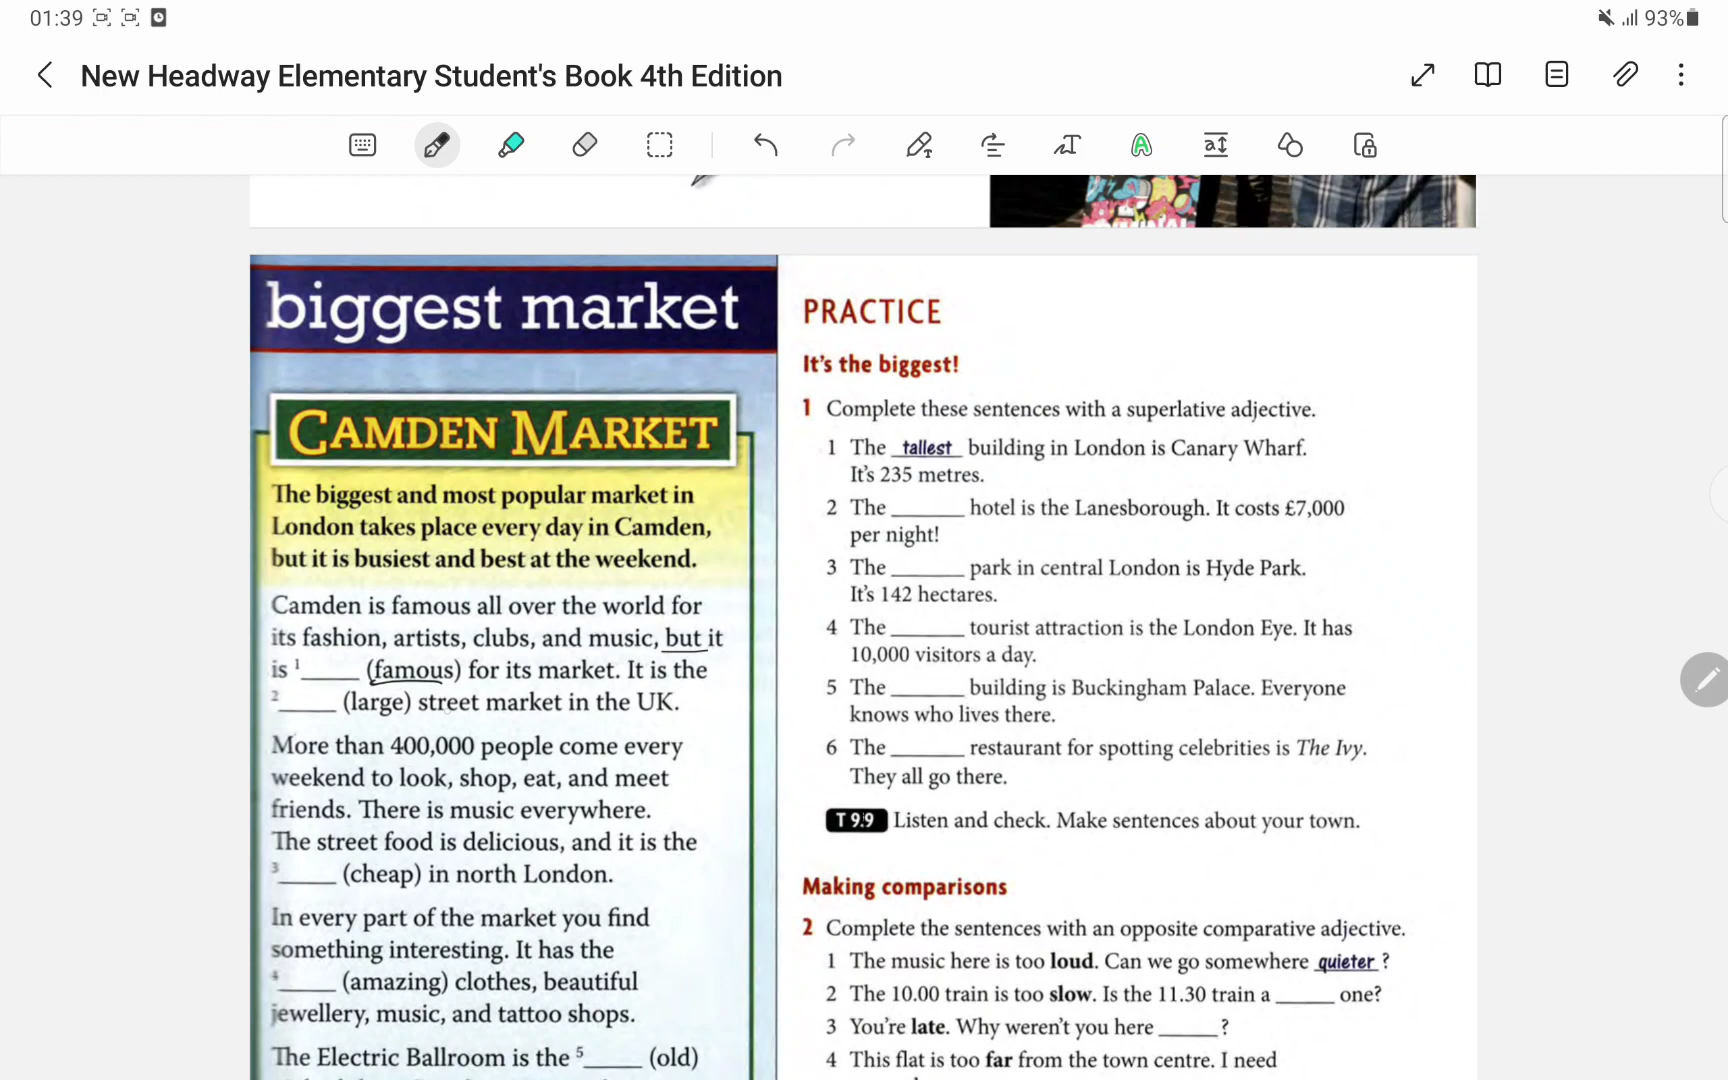 01:39
93%
New Headway Elementary Student's Book 4th Edition
biggest market
CAMDEN MARKET
The biggest and most popular market in
London takes place every day in Camden,
but it is busiest and best at the weekend.
Camden is famous all over the world for
its fashion, artists, clubs, and music, but it
is 1_____ (famous) for its market. It is the
2_____ (large) street market in the UK.
More than 400,000 people come every
weekend to look, shop, eat, and meet
friends. There is music everywhere.
The street food is delicious, and it is the
3_____ (cheap) in north London.
In every part of the market you find
something interesting. It has the
4_____ (amazing) clothes, beautiful
jewellery, music, and tattoo shops.
The Electric Ballroom is the 5_____ (old)
PRACTICE
It's the biggest!
1 Complete these sentences with a superlative adjective.
1 The tallest building in London is Canary Wharf.
It's 235 metres.
2 The ______ hotel is the Lanesborough. It costs £7,000
per night!
3 The ______ park in central London is Hyde Park.
It's 142 hectares.
4 The ______ tourist attraction is the London Eye. It has
10,000 visitors a day.
5 The ______ building is Buckingham Palace. Everyone
knows who lives there.
6 The ______ restaurant for spotting celebrities is The Ivy.
They all go there.
T 9.9 Listen and check. Make sentences about your town.
Making comparisons
2 Complete the sentences with an opposite comparative adjective.
1 The music here is too loud. Can we go somewhere quieter ?
2 The 10.00 train is too slow. Is the 11.30 train a _____ one?
3 You're late. Why weren't you here _____ ?
4 This flat is too far from the town centre. I need